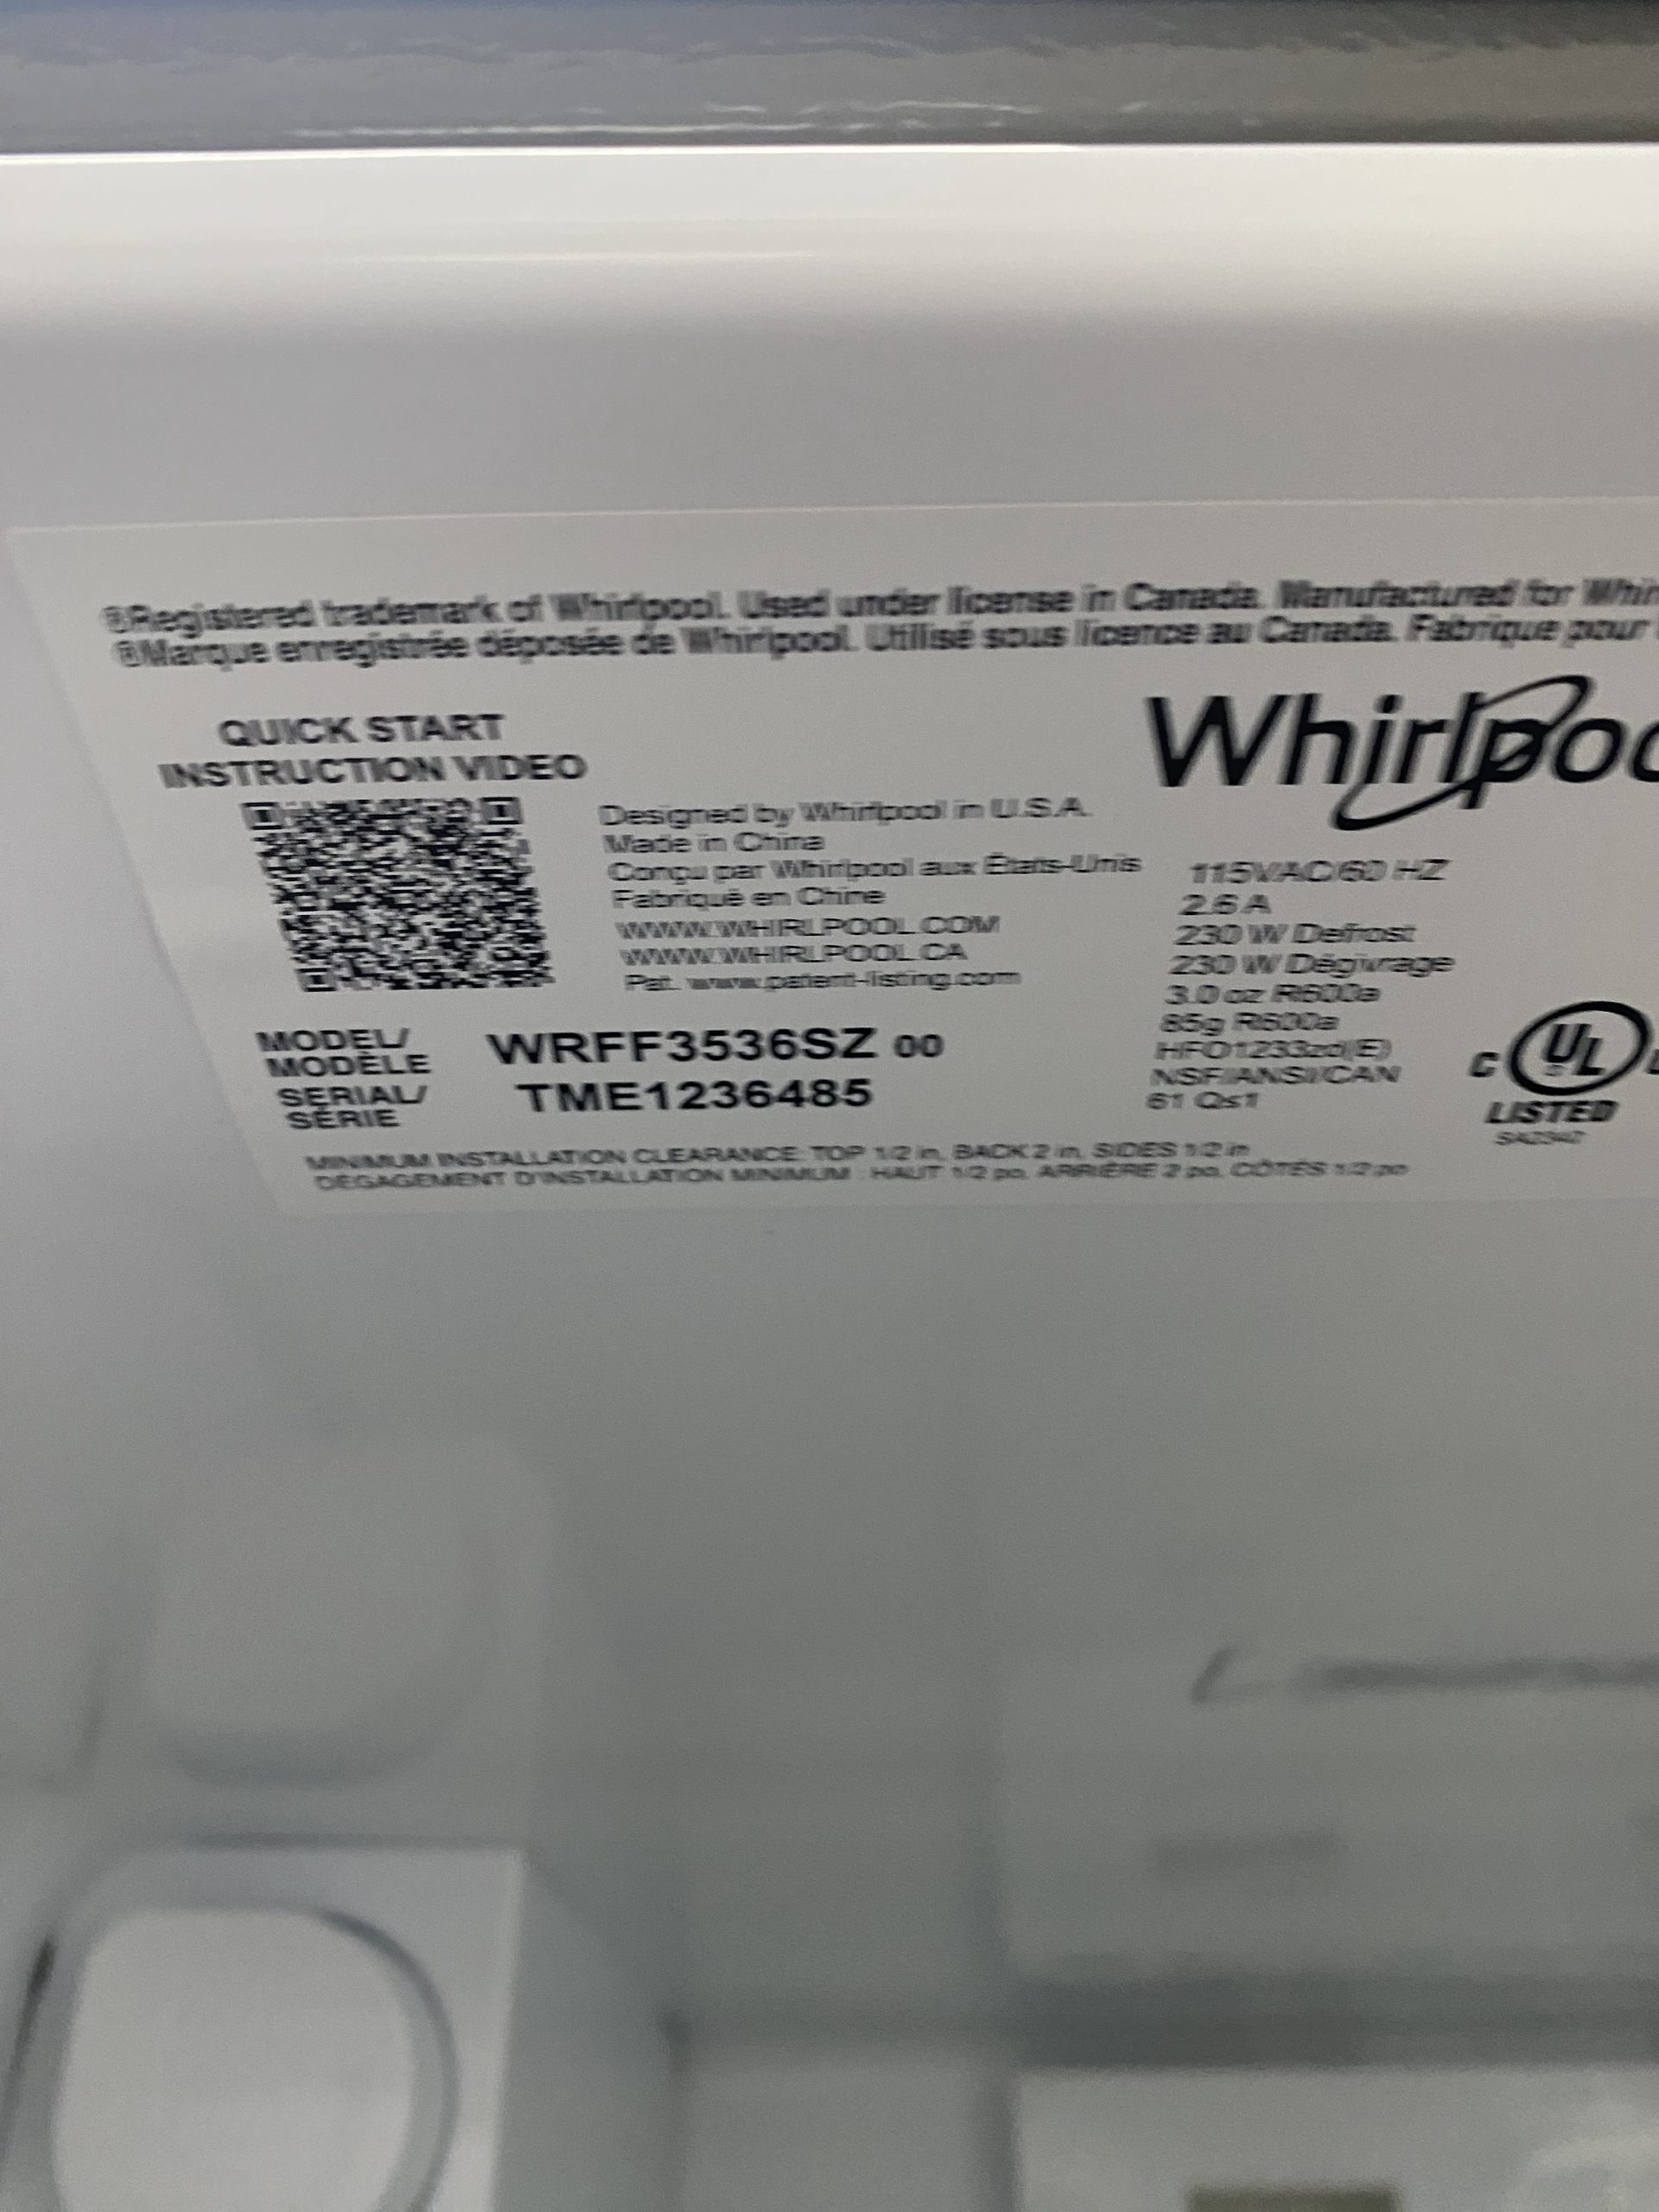 ®Registered trademark of Whirlpool. Used under license in Canada. Manufactured for Whir
®Marque enregistrée déposée de Whirlpool. Utilisé sous licence au Canada. Fabrique pour
QUICK START
INSTRUCTION VIDEO
Whirlpoo
Designed by Whirlpool in U.S.A.
Made in China
Conçu par Whirlpool aux États-Unis
Fabriqué en Chine
WWW.WHIRLPOOL.COM
WWW.WHIRLPOOL.CA
Pat. www.patent-listing.com
115VAC/60 HZ
2.6 A
230 W Defrost
230 W Dégivrage
3.0 oz R600a
85g R600a
HFO1233zd(E)
NSF/ANSI/CAN
61 Q≤1
C UL
LISTED
MODEL/
MODÈLE
WRFF3536SZ 00
SERIAL/
SÉRIE
TME1236485
MINIMUM INSTALLATION CLEARANCE: TOP 1/2 in, BACK 2 in, SIDES 1/2 in
DÉGAGEMENT D'INSTALLATION MINIMUM : HAUT 1/2 po, ARRIÈRE 2 po, CÔTÉS 1/2 po